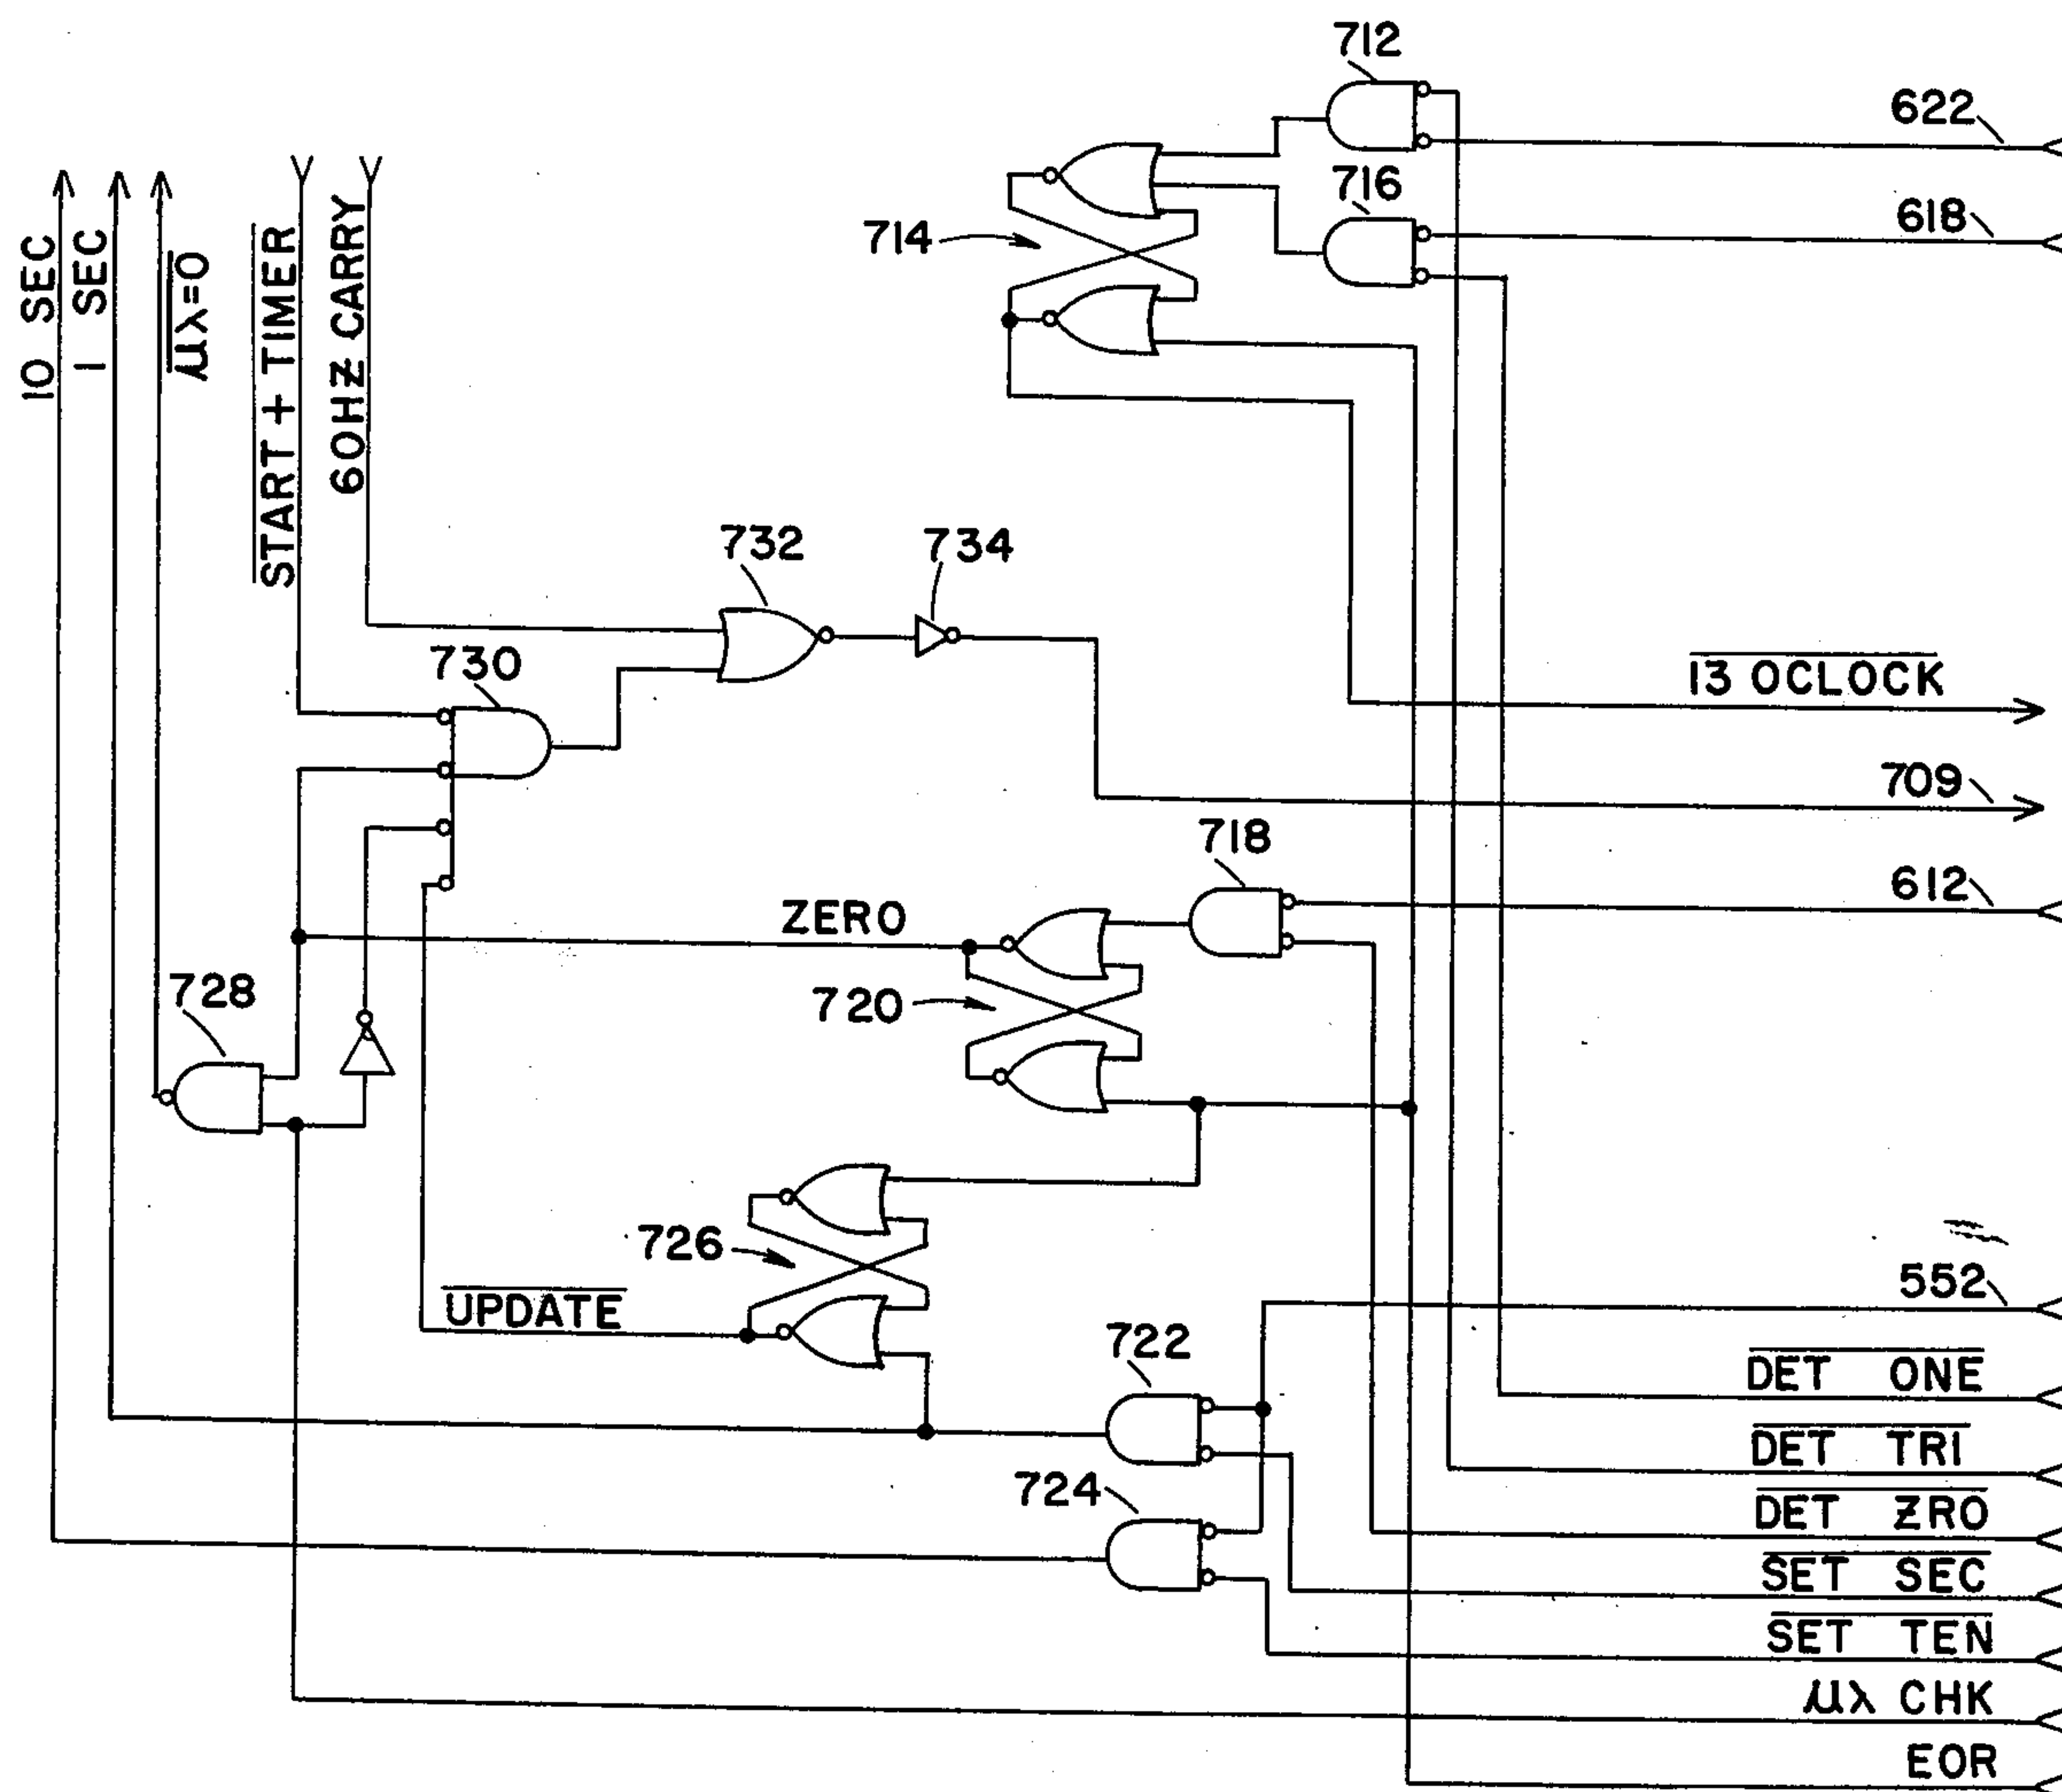 712
622
716
618
714
10 SEC
1 SEC
μλ=0
START + TIMER
60HZ CARRY
732
734
730
13 OCLOCK
709
718
612
ZERO
728
720
726
552
UPDATE
722
DET ONE
DET TRI
724
DET ZRO
SET SEC
SET TEN
μλ CHK
EOR